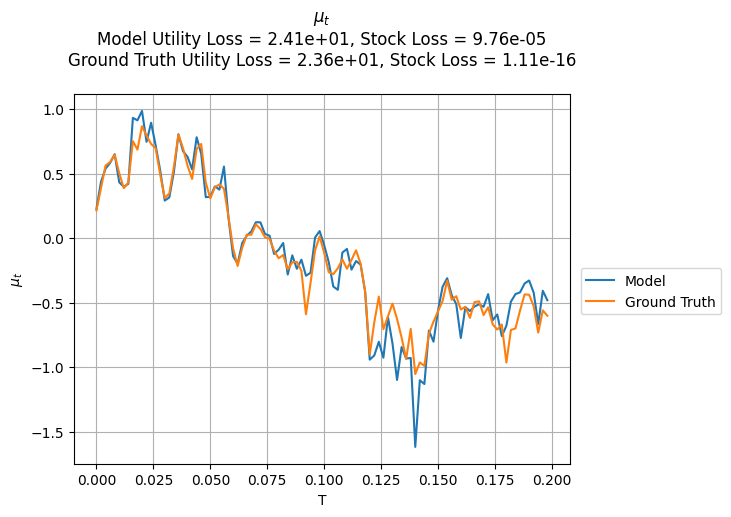 μₜ
Model Utility Loss = 2.41e+01, Stock Loss = 9.76e-05
Ground Truth Utility Loss = 2.36e+01, Stock Loss = 1.11e-16
1.0
0.5
0.0
−0.5
−1.0
−1.5
μₜ
0.000 0.025 0.050 0.075 0.100 0.125 0.150 0.175 0.200
T
Model
Ground Truth